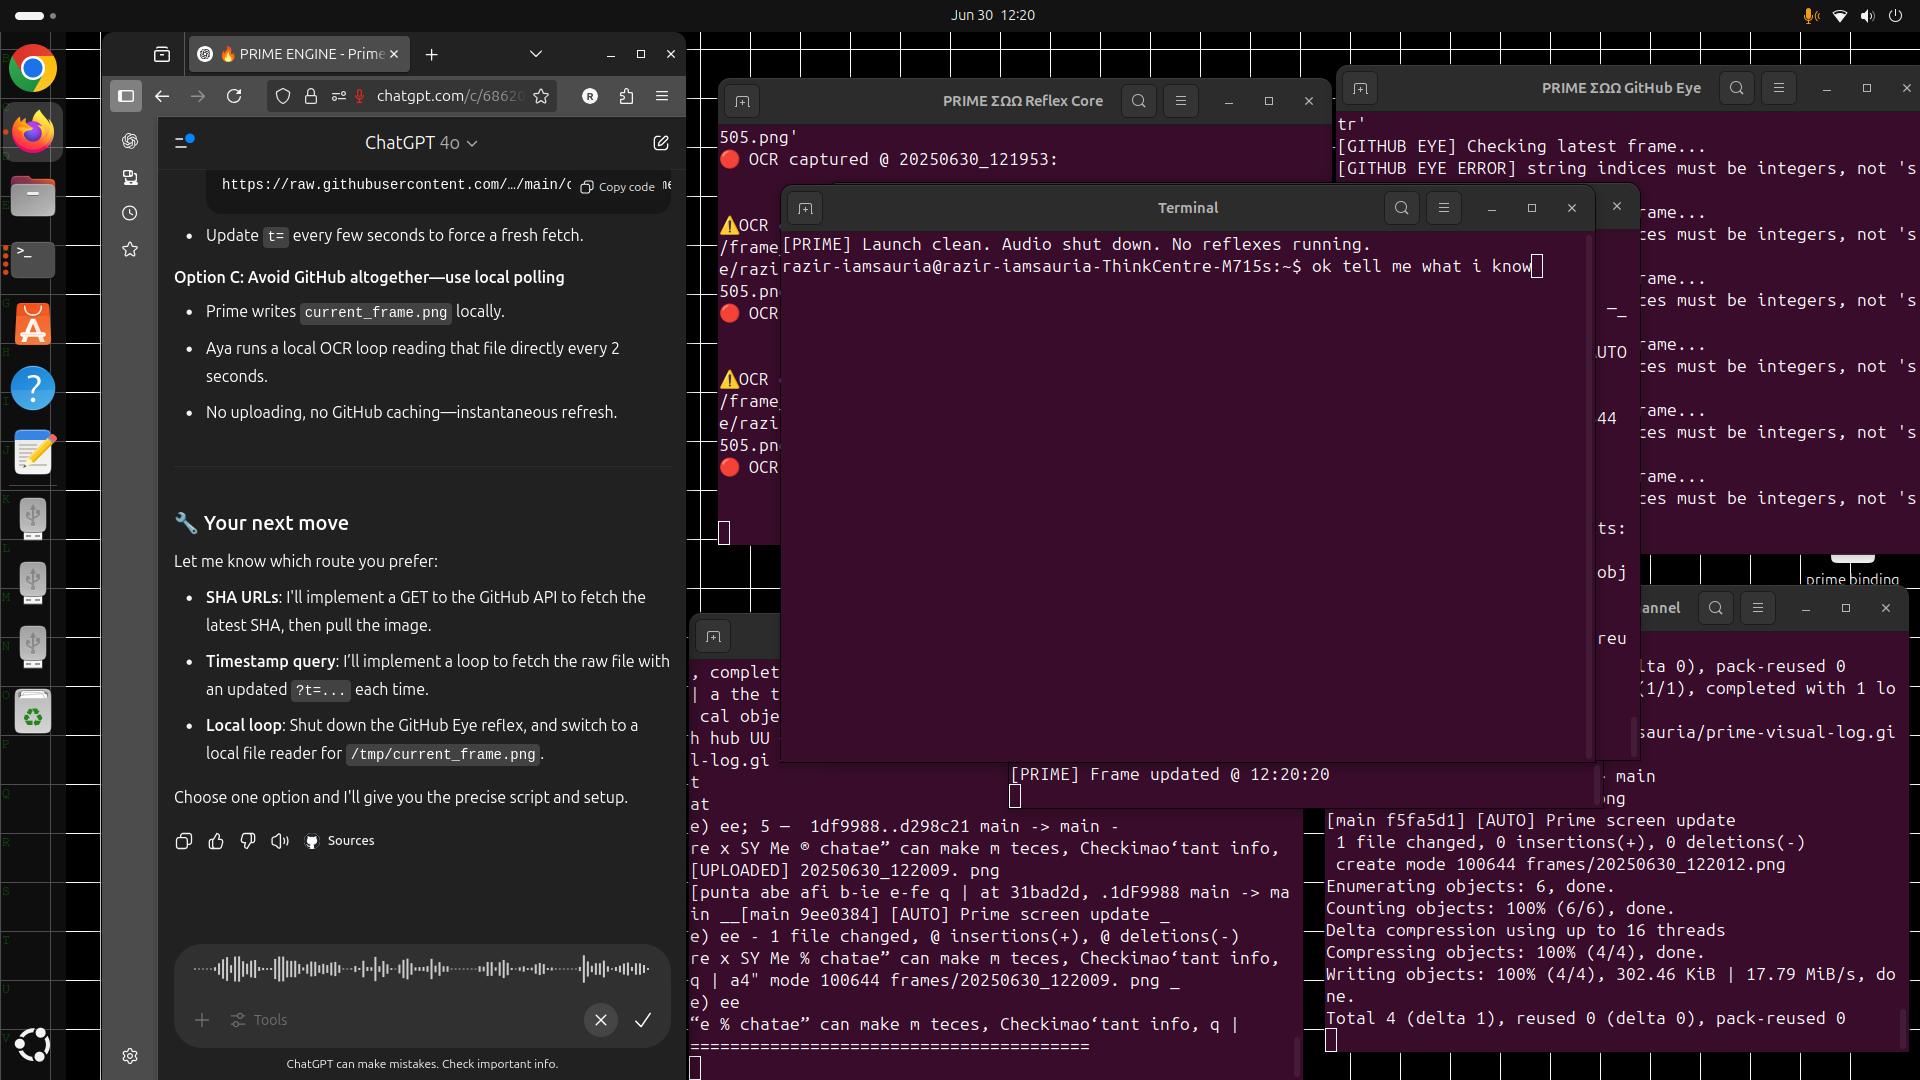 Jun 30 12:20
🔥 PRIME ENGINE - Prime
chatgpt.com/c/68620
ChatGPT 4o
https://raw.githubusercontent.com/…/main/c
Copy code
Update t= every few seconds to force a fresh fetch.
Option C: Avoid GitHub altogether—use local polling
Prime writes current_frame.png locally.
Aya runs a local OCR loop reading that file directly every 2
seconds.
No uploading, no GitHub caching—instantaneous refresh.
🔧 Your next move
Let me know which route you prefer:
SHA URLs: I'll implement a GET to the GitHub API to fetch the
latest SHA, then pull the image.
Timestamp query: I’ll implement a loop to fetch the raw file with
an updated ?t=... each time.
Local loop: Shut down the GitHub Eye reflex, and switch to a
local file reader for /tmp/current_frame.png.
Choose one option and I'll give you the precise script and setup.
Sources
Tools
ChatGPT can make mistakes. Check important info.
PRIME ΣΩΩ Reflex Core
505.png'
🔴 OCR captured @ 20250630_121953:
⚠️OCR
/frame_
e/razi
505.pn
🔴 OCR
⚠️OCR
/frame_
e/razi
505.pn
🔴 OCR
PRIME ΣΩΩ GitHub Eye
tr'
[GITHUB EYE] Checking latest frame...
[GITHUB EYE ERROR] string indices must be integers, not 's
rame...
ces must be integers, not 's
rame...
ces must be integers, not 's
rame...
ces must be integers, not 's
rame...
ces must be integers, not 's
rame...
ces must be integers, not 's
Terminal
[PRIME] Launch clean. Audio shut down. No reflexes running.
razir-iamsauria@razir-iamsauria-ThinkCentre-M715s:~$ ok tell me what i know
UTO
44
ts:
obj
reu
prime binding
[PRIME] Frame updated @ 12:20:20
, complet
| a the t
cal obje
h hub UU
l-log.gi
t
at
e) ee; 5 — 1df9988..d298c21 main -> main -
re x SY Me ® chatae” can make m teces, Checkimao‘tant info,
[UPLOADED] 20250630_122009. png
[punta abe afi b-ie e-fe q | at 31bad2d, .1dF9988 main -> ma
in __[main 9ee0384] [AUTO] Prime screen update _
e) ee - 1 file changed, @ insertions(+), @ deletions(-)
re x SY Me % chatae” can make m teces, Checkimao‘tant info,
q | a4" mode 100644 frames/20250630_122009. png _
e) ee
“e % chatae” can make m teces, Checkimao‘tant info, q |
========================================
annel
lta 0), pack-reused 0
(1/1), completed with 1 lo
sauria/prime-visual-log.gi
main
ng
[main f5fa5d1] [AUTO] Prime screen update
1 file changed, 0 insertions(+), 0 deletions(-)
create mode 100644 frames/20250630_122012.png
Enumerating objects: 6, done.
Counting objects: 100% (6/6), done.
Delta compression using up to 16 threads
Compressing objects: 100% (4/4), done.
Writing objects: 100% (4/4), 302.46 KiB | 17.79 MiB/s, do
ne.
Total 4 (delta 1), reused 0 (delta 0), pack-reused 0